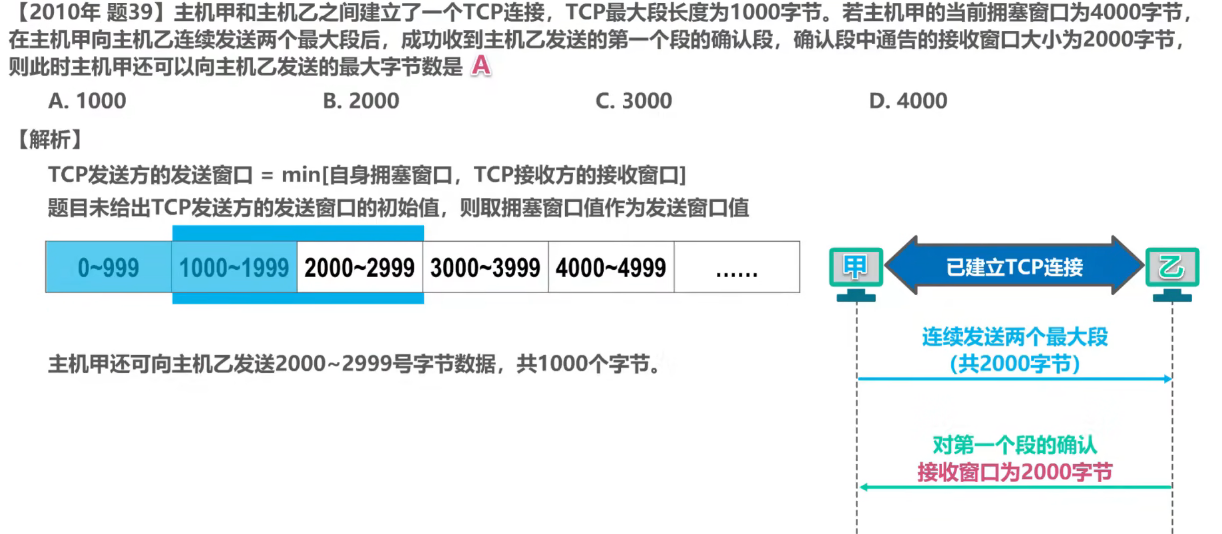 【2010年 题39】主机甲和主机乙之间建立了一个TCP连接，TCP最大段长度为1000字节。若主机甲的当前拥塞窗口为4000字节，
在主机甲向主机乙连续发送两个最大段后，成功收到主机乙发送的第一个段的确认段，确认段中通告的接收窗口大小为2000字节，
则此时主机甲还可以向主机乙发送的最大字节数是 A
A. 1000 B. 2000 C. 3000 D. 4000
【解析】
TCP发送方的发送窗口 = min[自身拥塞窗口，TCP接收方的接收窗口]
题目未给出TCP发送方的发送窗口的初始值，则取拥塞窗口值作为发送窗口值
0~999 1000~1999 2000~2999 3000~3999 4000~4999 ……
甲 已建立TCP连接 乙
连续发送两个最大段
(共2000字节)
主机甲还可向主机乙发送2000~2999号字节数据，共1000个字节。
对第一个段的确认
接收窗口为2000字节